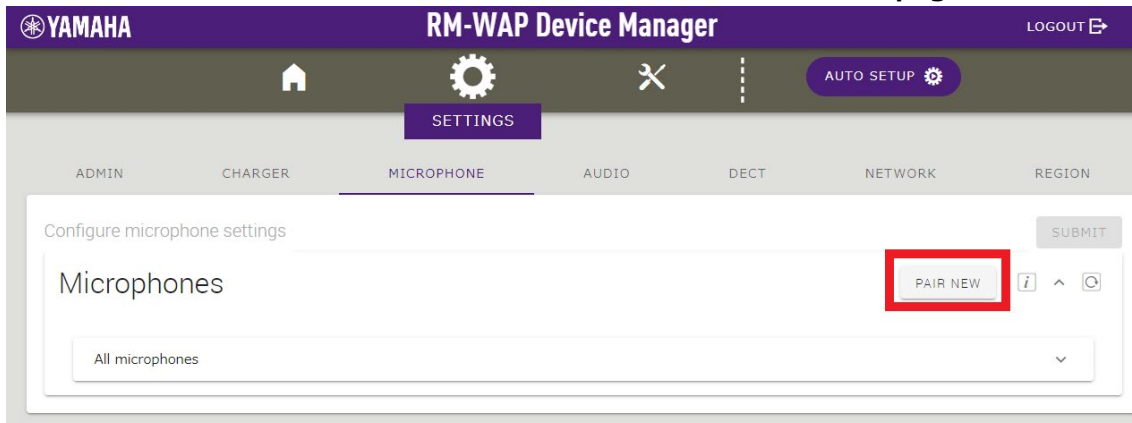 YAMAHA
RM-WAP Device Manager
LOGOUT
AUTO SETUP
SETTINGS
ADMIN CHARGER MICROPHONE AUDIO DECT NETWORK REGION
Configure microphone settings
SUBMIT
Microphones
PAIR NEW
i
All microphones